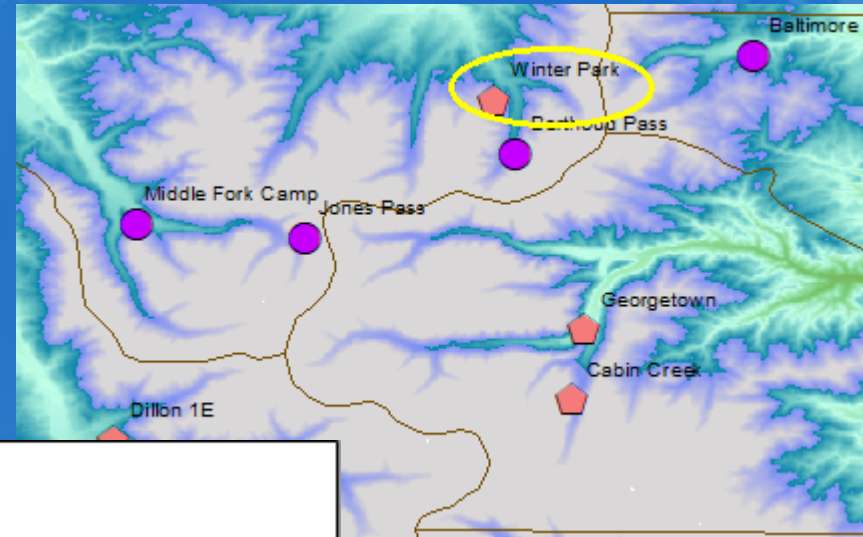 Baltimore
Winter Park
Berthoud Pass
Middle Fork Camp
Jones Pass
Georgetown
Cabin Creek
Dillon 1E